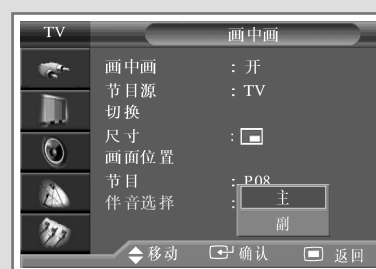 TV 画中画
画中画 : 开
节目源 : TV
切换
尺寸 :
画面位置
节目 : P08
伴音选择 : 主
副
移动 确认 返回